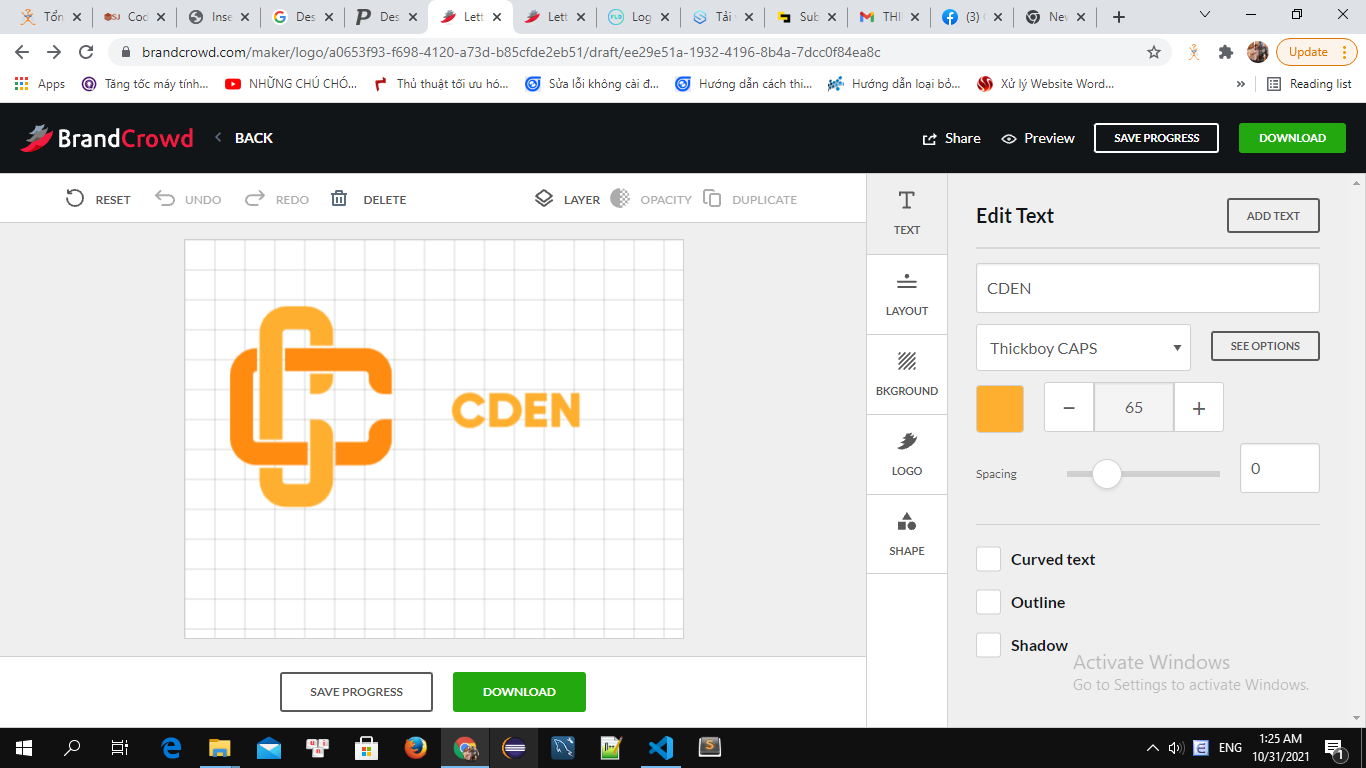 Tổn
Cod
Inse
Des
Des
Lett
Lett
Log
Tải
Sub
THI
(3)
Nev
brandcrowd.com/maker/logo/a0653f93-f698-4120-a73d-b85cfde2eb51/draft/ee29e51a-1932-4196-8b4a-7dcc0f84ea8c
Update
Apps
Tăng tốc máy tính...
NHỮNG CHÚ CHÓ...
Thủ thuật tối ưu hó...
Sửa lỗi không cài đ...
Hướng dẫn cách thi...
Hướng dẫn loại bỏ...
Xử lý Website Word...
»
Reading list
BrandCrowd
BACK
Share
Preview
SAVE PROGRESS
DOWNLOAD
RESET
UNDO
REDO
DELETE
LAYER
OPACITY
DUPLICATE
TEXT
LAYOUT
BKGROUND
LOGO
SHAPE
Edit Text
ADD TEXT
CDEN
Thickboy CAPS
SEE OPTIONS
65
Spacing
0
Curved text
Outline
Shadow
CDEN
SAVE PROGRESS
DOWNLOAD
Activate Windows
Go to Settings to activate Windows.
ENG
1:25 AM
10/31/2021
1